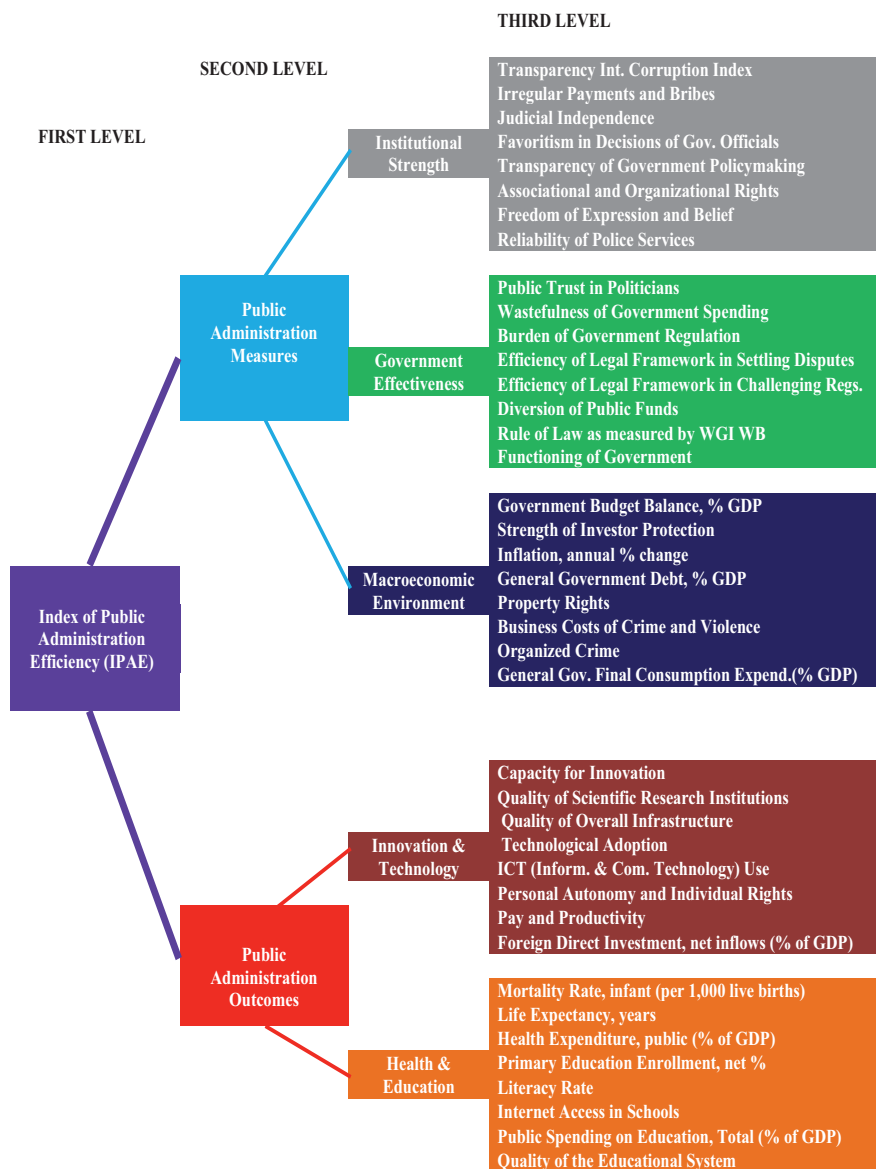 THIRD LEVEL
SECOND LEVEL
FIRST LEVEL
Institutional
Strength
Transparency Int. Corruption Index
Irregular Payments and Bribes
Judicial Independence
Favoritism in Decisions of Gov. Officials
Transparency of Government Policymaking
Associational and Organizational Rights
Freedom of Expression and Belief
Reliability of Police Services
Public
Administration
Measures
Government
Effectiveness
Public Trust in Politicians
Wastefulness of Government Spending
Burden of Government Regulation
Efficiency of Legal Framework in Settling Disputes
Efficiency of Legal Framework in Challenging Regs.
Diversion of Public Funds
Rule of Law as measured by WGI WB
Functioning of Government
Macroeconomic
Environment
Government Budget Balance, % GDP
Strength of Investor Protection
Inflation, annual % change
General Government Debt, % GDP
Property Rights
Business Costs of Crime and Violence
Organized Crime
General Gov. Final Consumption Expend.(% GDP)
Index of Public
Administration
Efficiency (IPAE)
Innovation &
Technology
Capacity for Innovation
Quality of Scientific Research Institutions
Quality of Overall Infrastructure
Technological Adoption
ICT (Inform. & Com. Technology) Use
Personal Autonomy and Individual Rights
Pay and Productivity
Foreign Direct Investment, net inflows (% of GDP)
Public
Administration
Outcomes
Health &
Education
Mortality Rate, infant (per 1,000 live births)
Life Expectancy, years
Health Expenditure, public (% of GDP)
Primary Education Enrollment, net %
Literacy Rate
Internet Access in Schools
Public Spending on Education, Total (% of GDP)
Quality of the Educational System